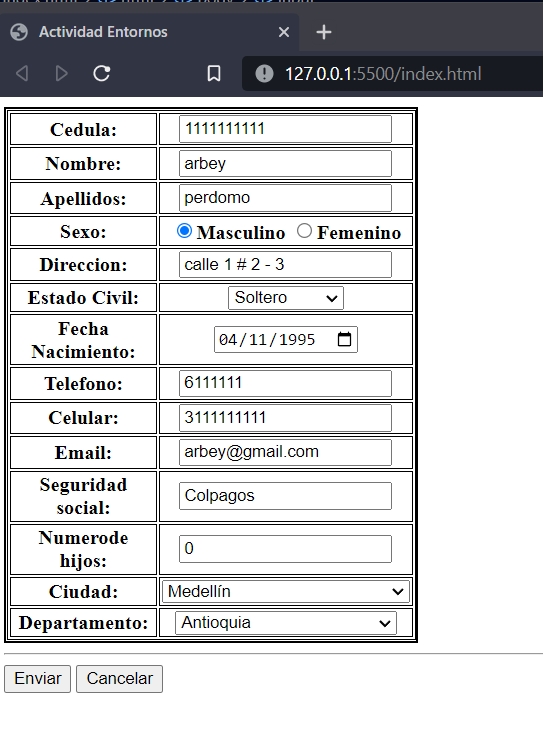 Actividad Entornos
127.0.0.1:5500/index.html
Cedula: 1111111111
Nombre: arbey
Apellidos: perdomo
Sexo: Masculino Femenino
Direccion: calle 1 # 2 - 3
Estado Civil: Soltero
Fecha
Nacimiento: 04/11/1995
Telefono: 6111111
Celular: 3111111111
Email: arbey@gmail.com
Seguridad
social: Colpagos
Numerode
hijos: 0
Ciudad: Medellín
Departamento: Antioquia
Enviar Cancelar